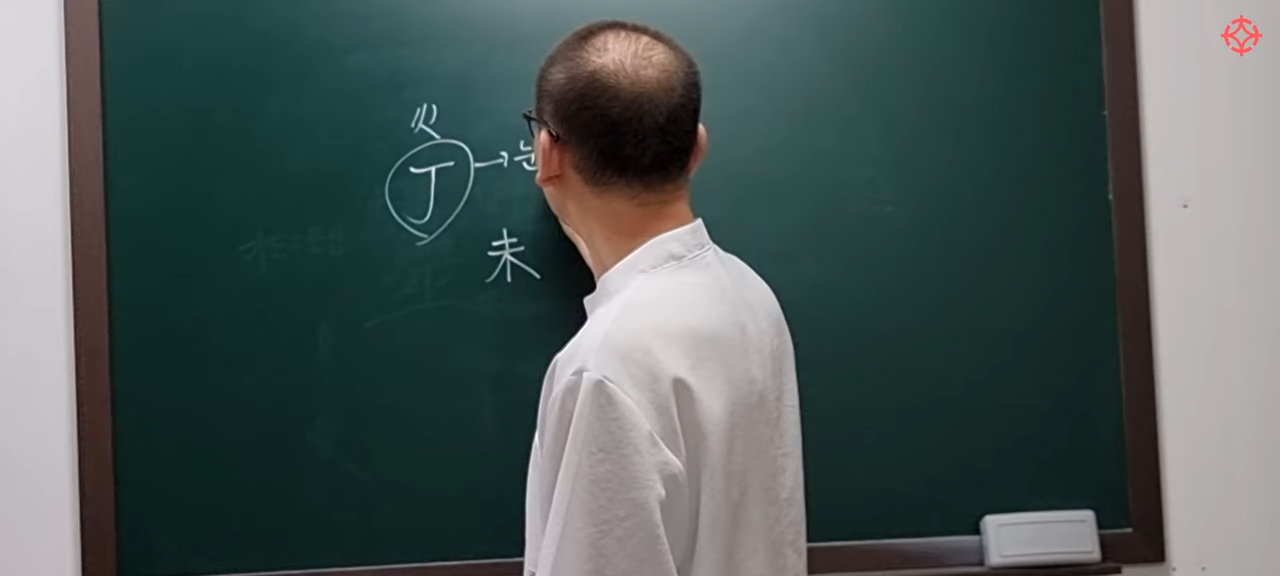 火
丁 → 눈
未